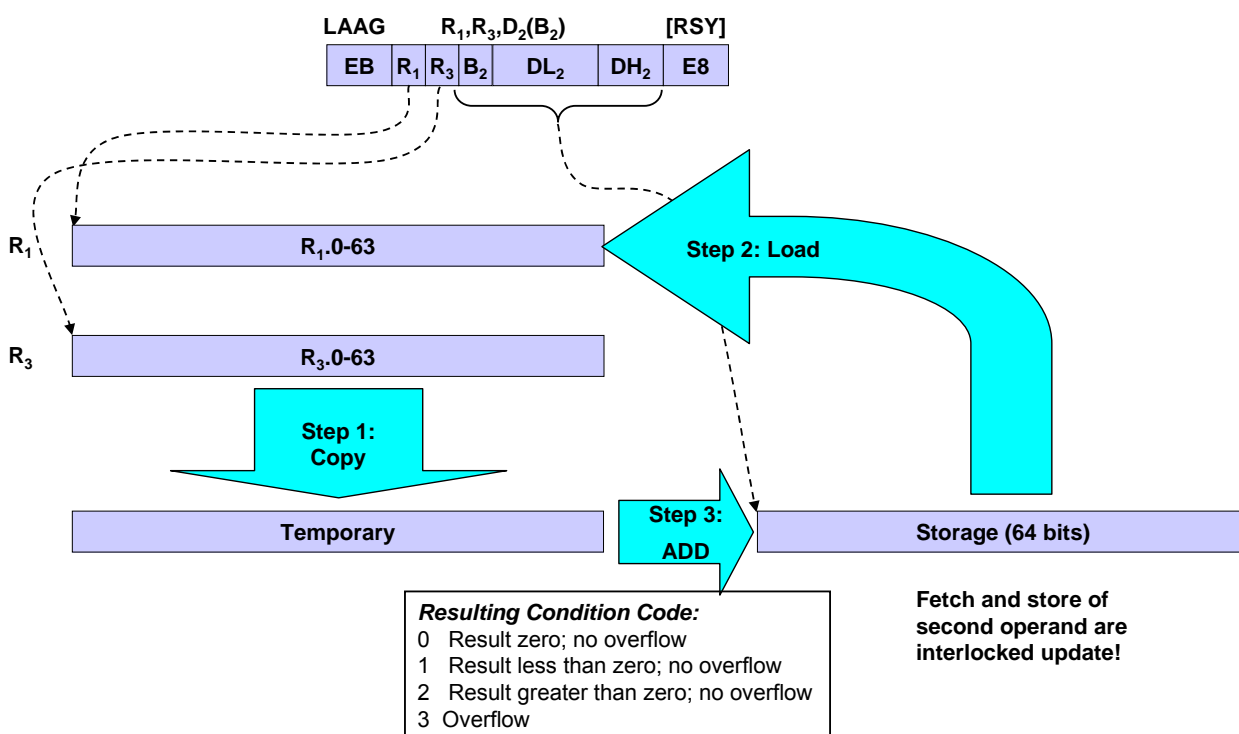 LAAG R₁,R₃,D₂(B₂) [RSY]
EB R₁ R₃ B₂ DL₂ DH₂ E8
R₁ R₁.0-63
Step 2: Load
R₃ R₃.0-63
Step 1:
Copy
Temporary
Step 3:
ADD
Storage (64 bits)
Resulting Condition Code:
0 Result zero; no overflow
1 Result less than zero; no overflow
2 Result greater than zero; no overflow
3 Overflow
Fetch and store of
second operand are
interlocked update!